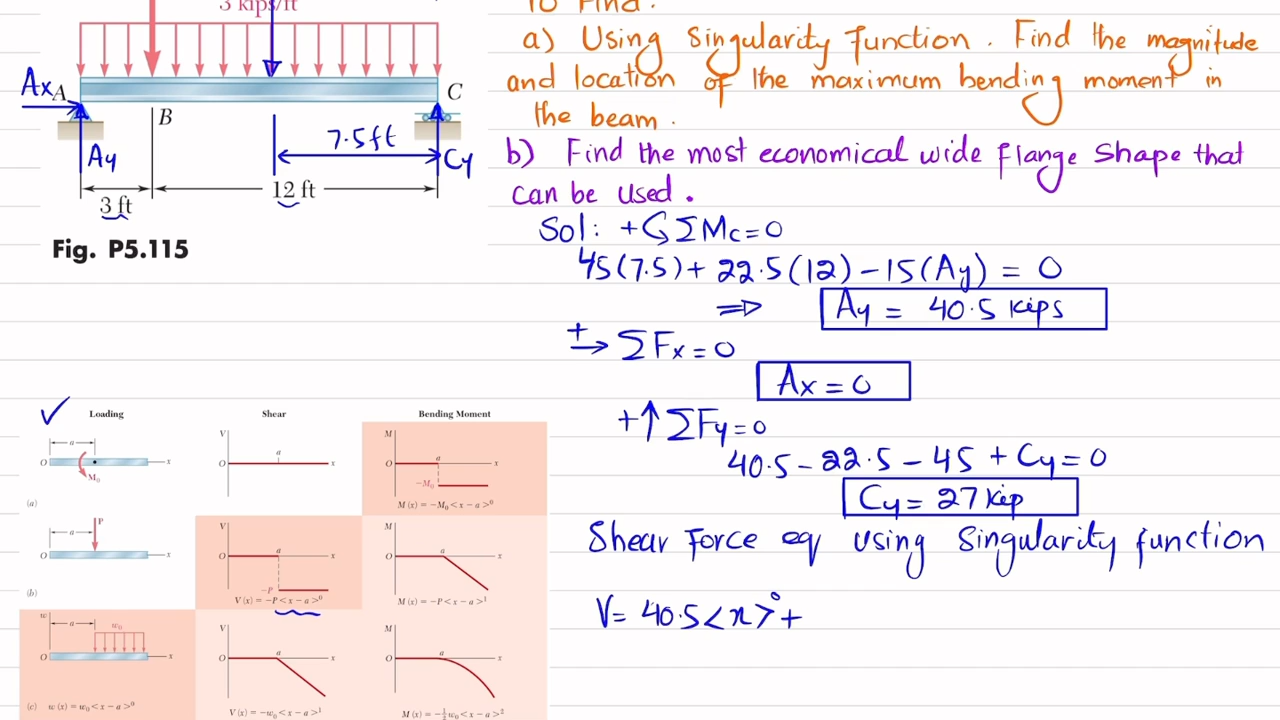 3 kips/ft
Ax A
B
C
Ay
7.5ft
Cy
3 ft
12 ft
Fig. P5.115
To Find:
a) Using Singularity Function. Find the magnitude
and location of the maximum bending moment in
the beam.
b) Find the most economical wide flange Shape that
can be used.
Sol: +↺ ΣMc=0
45(7.5)+22.5(12)-15(Ay)=0
⇒ Ay = 40.5 kips
+→ ΣFx=0
Ax=0
+↑ ΣFy=0
40.5-22.5-45+Cy=0
Cy=27kip
Shear Force eq using Singularity function
V=40.5<x>⁰+
✓ Loading Shear Bending Moment
a
O x
M₀
(a)
V
a
O x
M
a
O x
-M₀
M(x)=-M₀<x-a>⁰
a P
O x
(b)
V
a
O x
-P
V(x)=-P<x-a>⁰
M
a
O x
M(x)=-P<x-a>¹
w
a w₀
O x
(c) w(x)=w₀<x-a>⁰
V
a
O x
V(x)=-w₀<x-a>¹
M
a
O x
M(x)=-½w₀<x-a>²